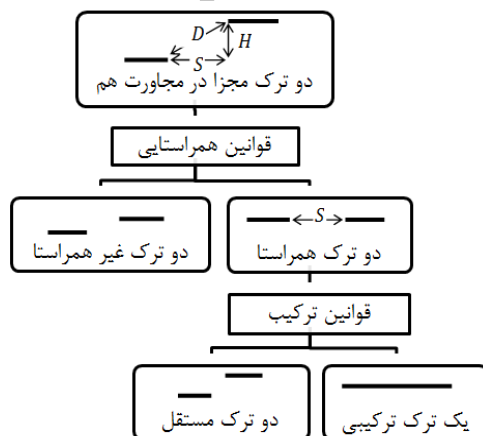 D
H
S
دو ترک مجزا در مجاورت هم
قوانین همراستایی
S
دو ترک غیر همراستا
دو ترک همراستا
قوانین ترکیب
دو ترک مستقل
یک ترک ترکیبی